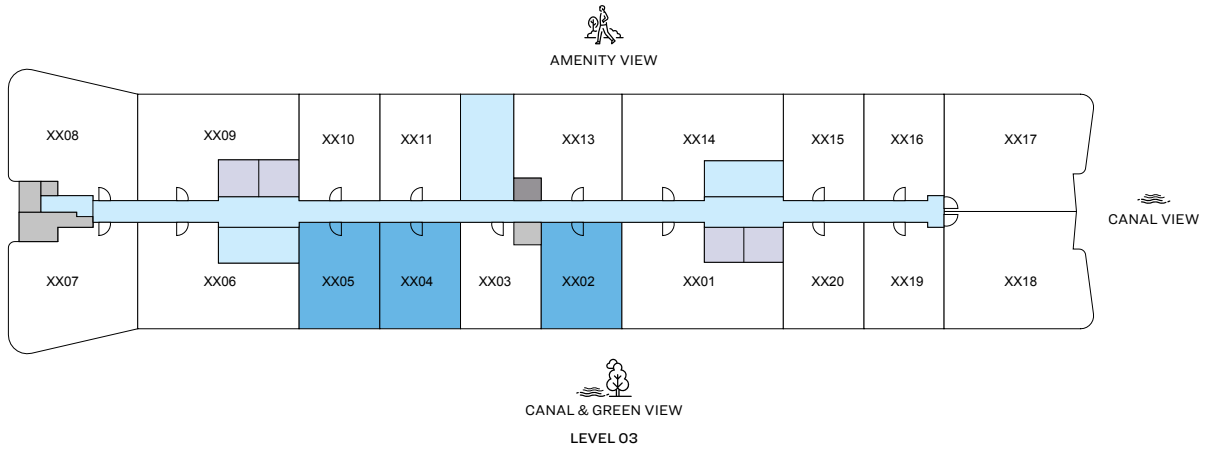 AMENITY VIEW
XX08
XX09
XX10
XX11
XX13
XX14
XX15
XX16
XX17
CANAL VIEW
XX07
XX06
XX05
XX04
XX03
XX02
XX01
XX20
XX19
XX18
CANAL & GREEN VIEW
LEVEL 03